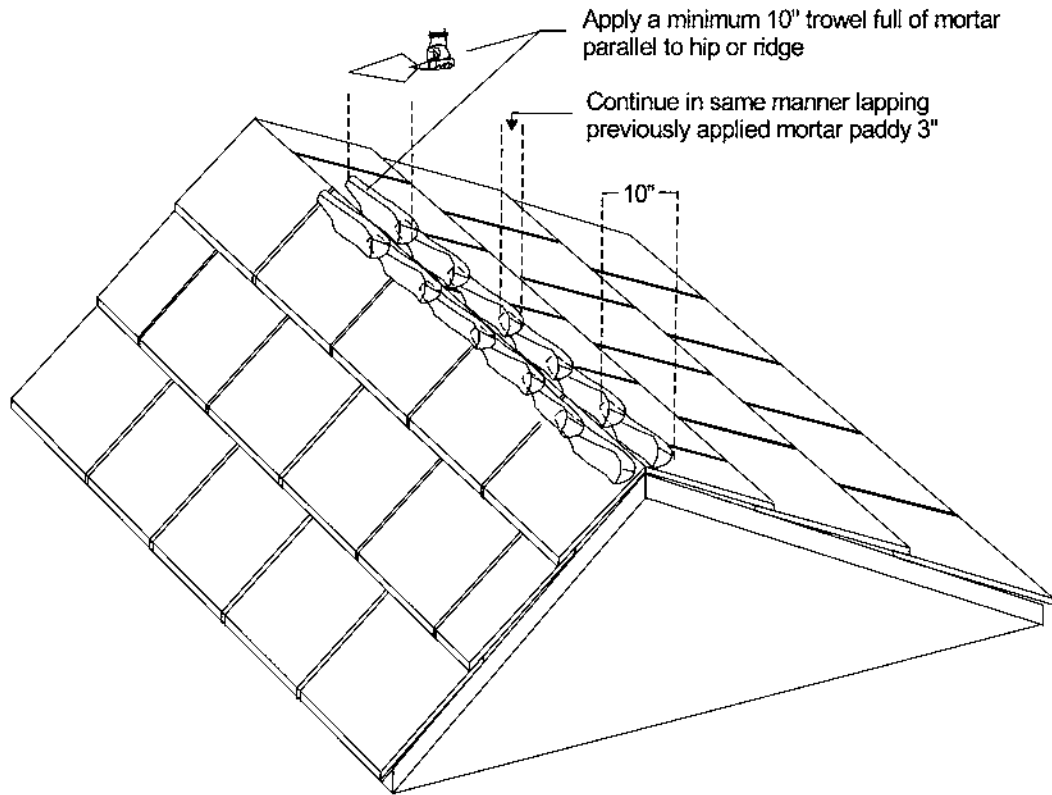 Apply a minimum 10" trowel full of mortar
parallel to hip or ridge
Continue in same manner lapping
previously applied mortar paddy 3"
10"